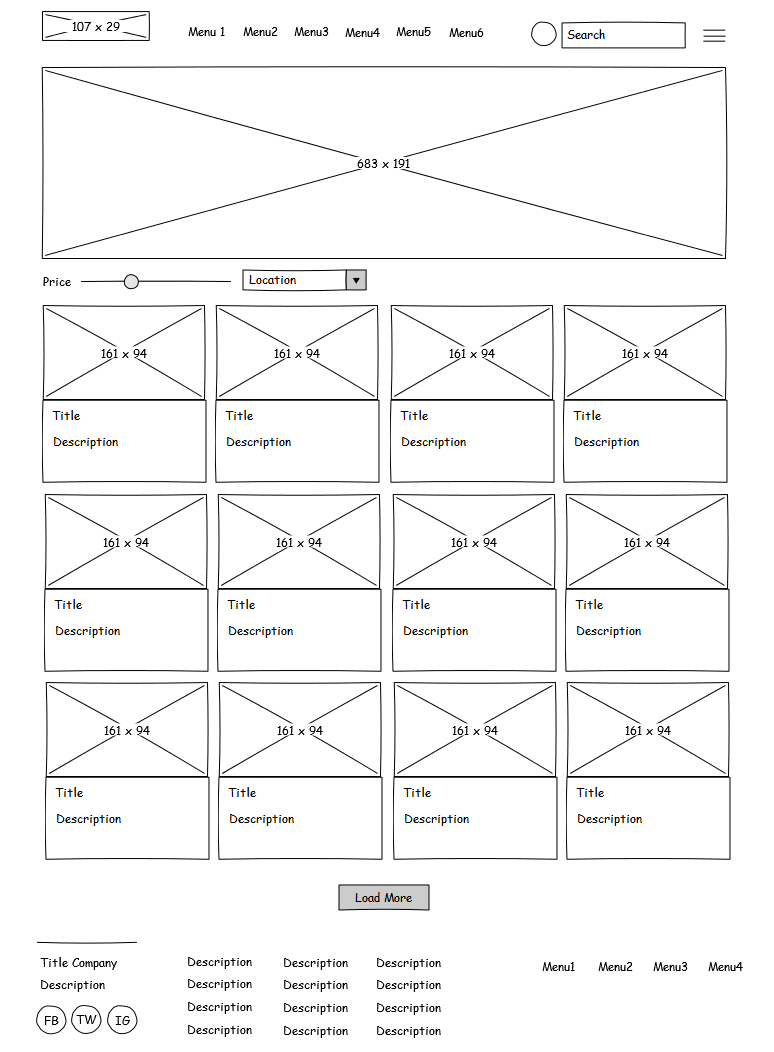 107 x 29 Menu 1 Menu2 Menu3 Menu4 Menu5 Menu6 Search
683 x 191
Price Location
161 x 94 161 x 94 161 x 94 161 x 94
Title Title Title Title
Description Description Description Description
161 x 94 161 x 94 161 x 94 161 x 94
Title Title Title Title
Description Description Description Description
161 x 94 161 x 94 161 x 94 161 x 94
Title Title Title Title
Description Description Description Description
Load More
Title Company Description Description Description Menu1 Menu2 Menu3 Menu4
Description Description Description Description
FB TW IG Description Description Description
Description Description Description